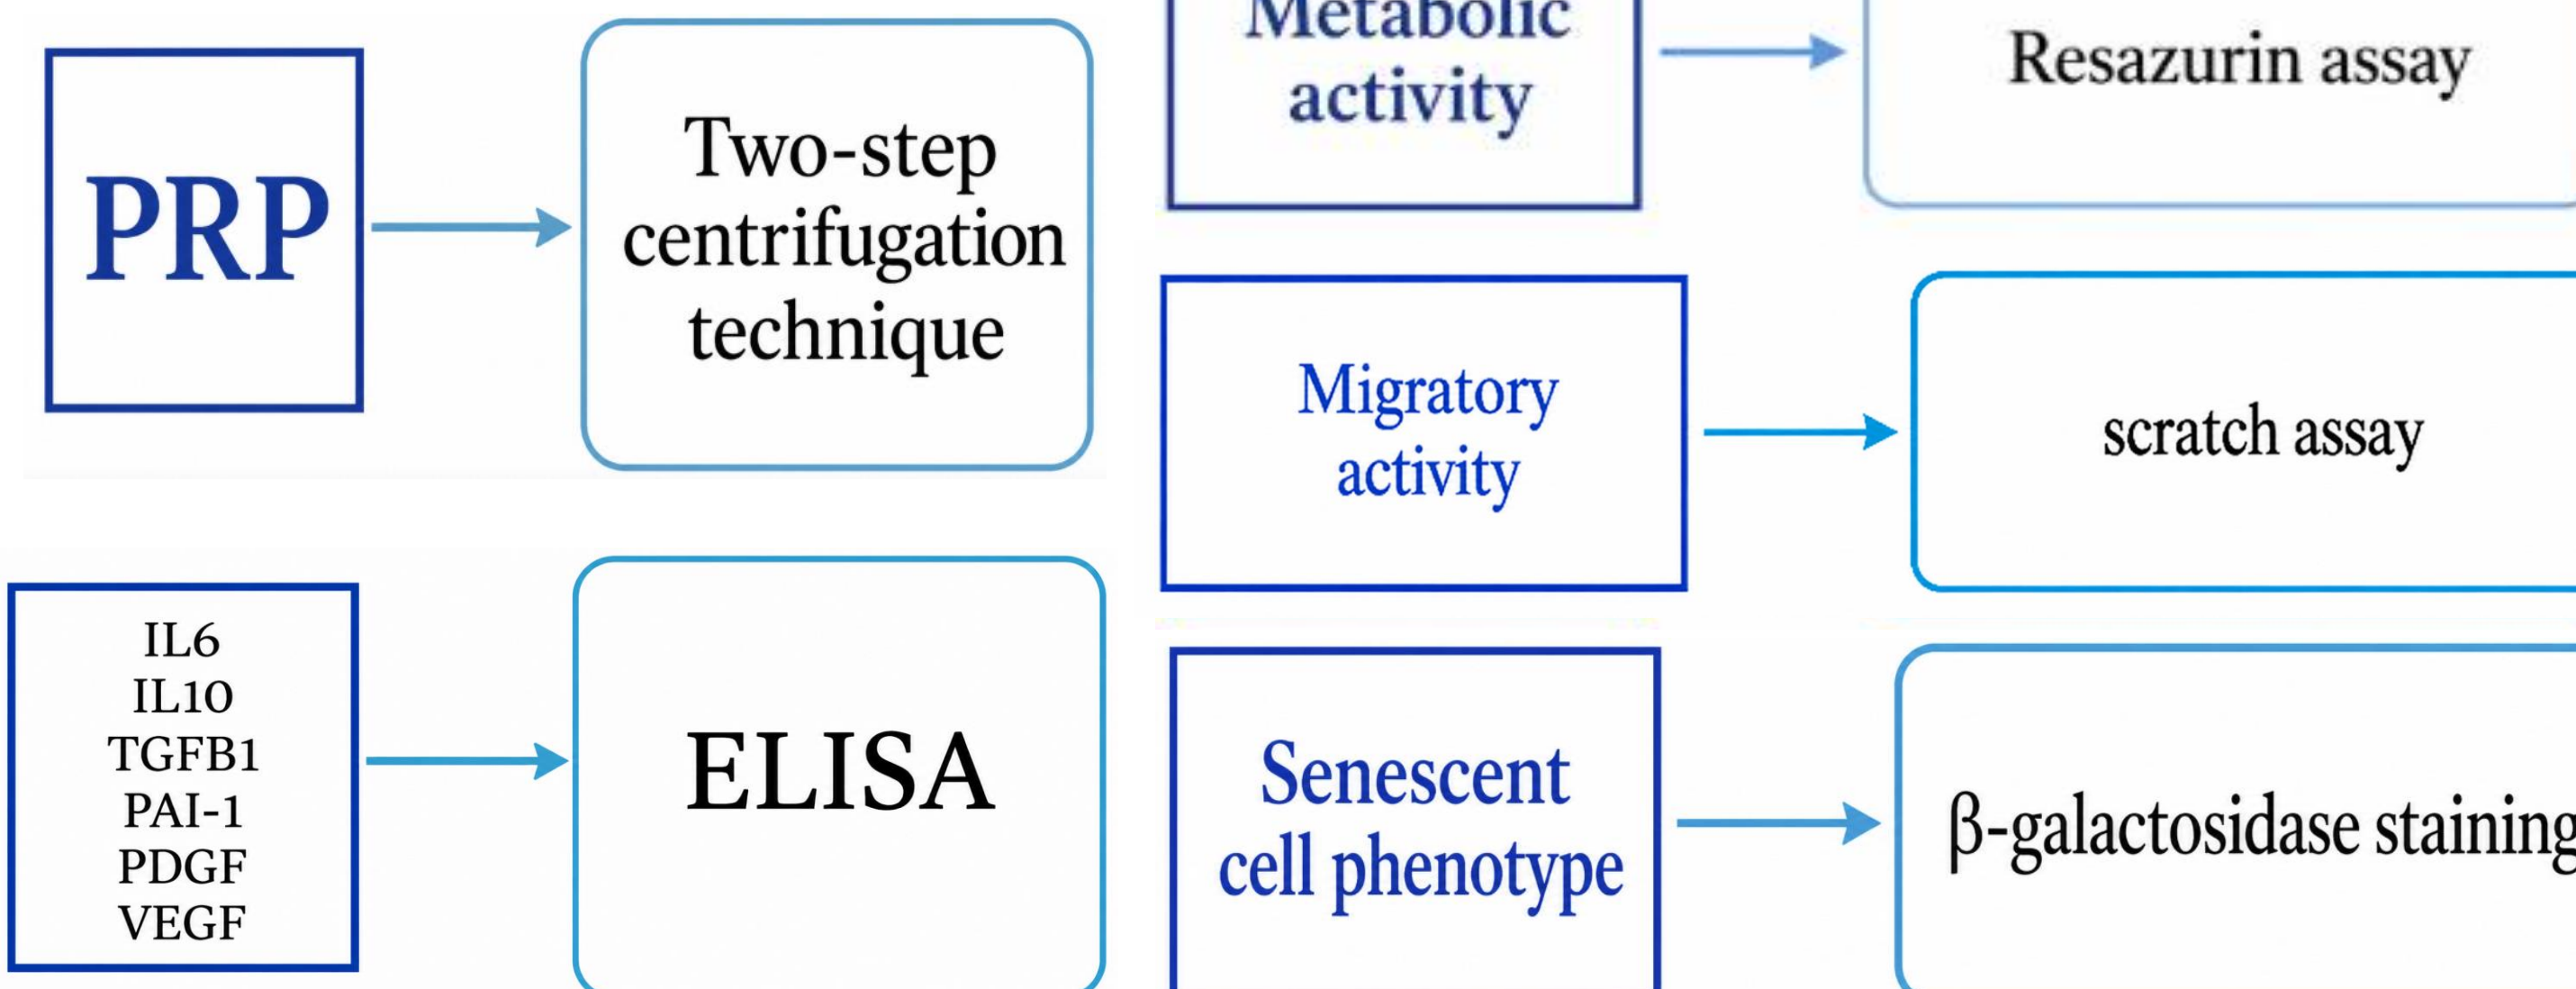 PRP
Two-step
centrifugation
technique
IL6
IL10
TGFB1
PAI-1
PDGF
VEGF
ELISA
Metabolic
activity
Resazurin assay
Migratory
activity
scratch assay
Senescent
cell phenotype
β-galactosidase staining